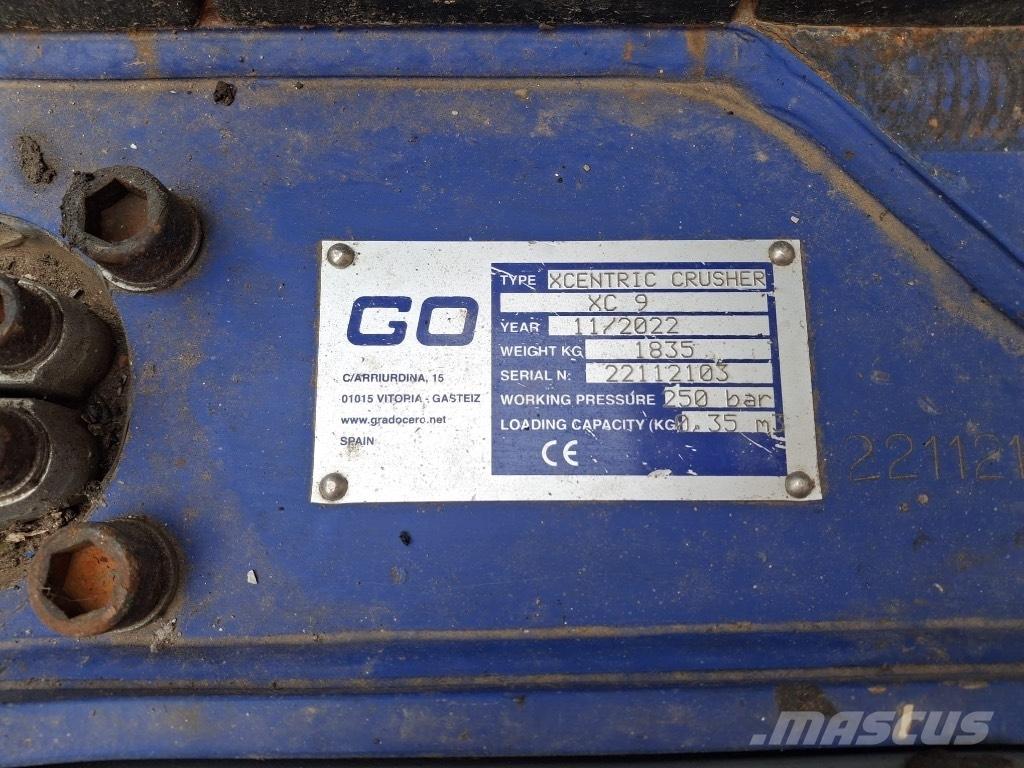 GO
C/ARRIURDINA, 15
01015 VITORIA - GASTEIZ
www.gradocero.net
SPAIN
TYPE XCENTRIC CRUSHER
XC 9
YEAR 11/2022
WEIGHT KG 1835
SERIAL N: 22112103
WORKING PRESSURE 250 bar
LOADING CAPACITY (KG) 0.35 m3
CE
221121
mascus